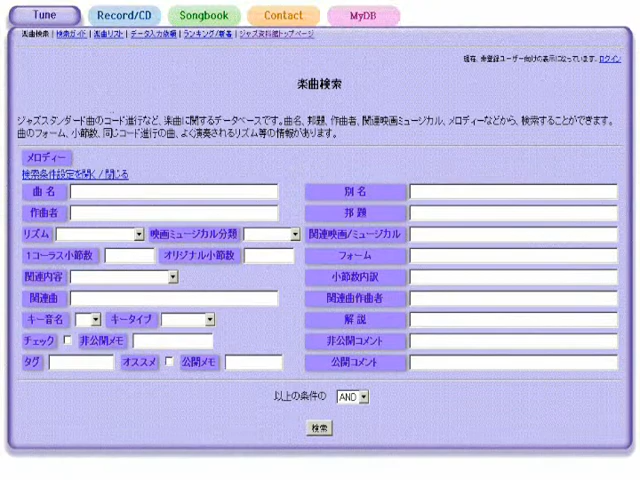 Tune Record/CD Songbook Contact MyDB
楽曲検索 | 検索ガイド | 楽曲リスト | データ入力依頼 | ランキング/新着 | ジャズ資料館トップページ
現在、未登録ユーザー向けの表示になっています。ログイン
楽曲検索
ジャズスタンダード曲のコード進行など、楽曲に関するデータベースです。曲名、邦題、作曲者、関連映画ミュージカル、メロディーなどから、検索することができます。
曲のフォーム、小節数、同じコード進行の曲、よく演奏されるリズム等の情報があります。
メロディー
検索条件設定を開く / 閉じる
曲 名 別 名
作曲者 邦 題
リズム 映画ミュージカル分類 関連映画/ミュージカル
1コーラス小節数 オリジナル小節数 フォーム
関連内容 小節数内訳
関連曲 関連曲作曲者
キー音名 キータイプ 解 説
チェック 非公開メモ 非公開コメント
タグ オススメ 公開メモ 公開コメント
以上の条件の AND
検索